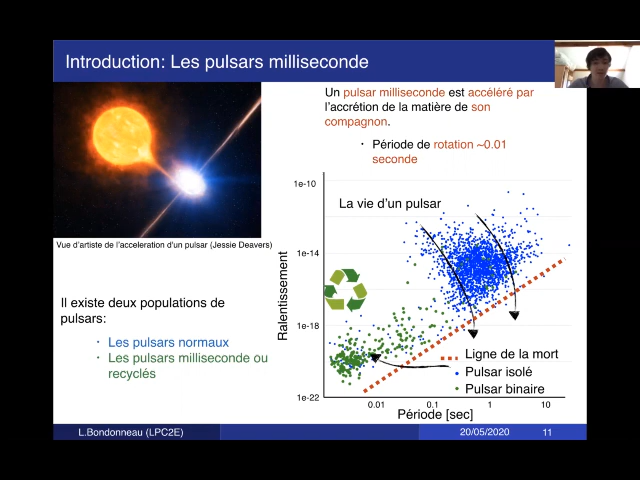 Introduction: Les pulsars milliseconde
Un pulsar milliseconde est accéléré par
l'accrétion de la matière de son
compagnon.
· Période de rotation ~0.01
seconde
Vue d'artiste de l'acceleration d'un pulsar (Jessie Deavers)
Il existe deux populations de
pulsars:
· Les pulsars normaux
· Les pulsars milliseconde ou
recyclés
La vie d'un pulsar
Ralentissement
1e-10
1e-14
1e-18
1e-22
Ligne de la mort
Pulsar isolé
Pulsar binaire
0.01
0.1
1
10
Période [sec]
L.Bondonneau (LPC2E)
20/05/2020
11